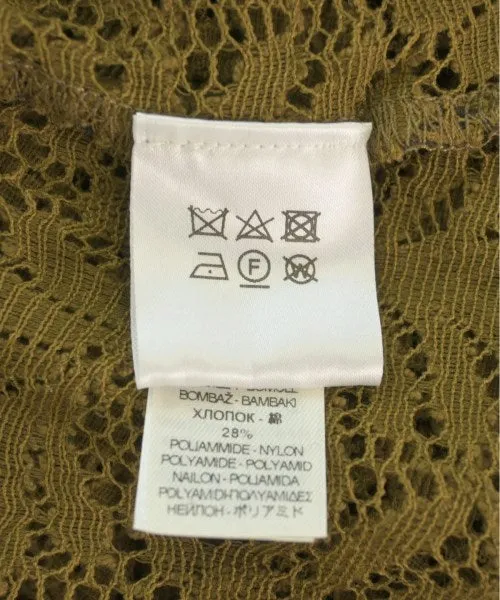 F
W
BOMBAŽ - BAMBAKI
ХЛОПОК - 綿
28%
POLIAMMIDE - NYLON
POLYAMIDE - POLYAMID
NAILON - POLIAMIDA
POLYAMID-ΠΟΛΥΑΜΙΔΕΣ
НЕЙЛОН - ポリアミド